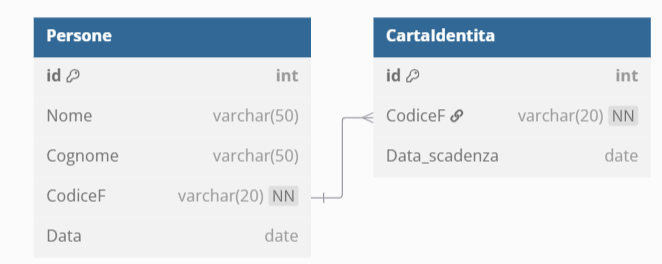 Persone
id int
Nome varchar(50)
Cognome varchar(50)
CodiceF varchar(20) NN
Data date
CartaIdentita
id int
CodiceF varchar(20) NN
Data_scadenza date